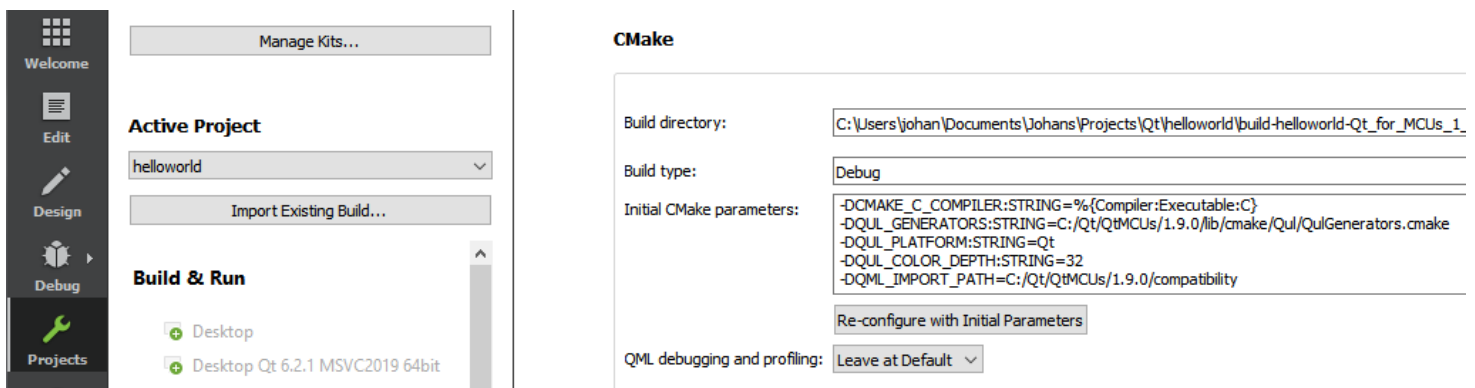 Welcome
Edit
Design
Debug
Projects
Manage Kits...
Active Project
helloworld
Import Existing Build...
Build & Run
Desktop
Desktop Qt 6.2.1 MSVC2019 64bit
CMake
Build directory: C:\Users\johan\Documents\Johans\Projects\Qt\helloworld\build-helloworld-Qt_for_MCUs_1_
Build type: Debug
Initial CMake parameters: -DCMAKE_C_COMPILER:STRING=%{Compiler:Executable:C}
-DQUL_GENERATORS:STRING=C:/Qt/QtMCUs/1.9.0/lib/cmake/Qul/QulGenerators.cmake
-DQUL_PLATFORM:STRING=Qt
-DQUL_COLOR_DEPTH:STRING=32
-DQML_IMPORT_PATH=C:/Qt/QtMCUs/1.9.0/compatibility
Re-configure with Initial Parameters
QML debugging and profiling: Leave at Default